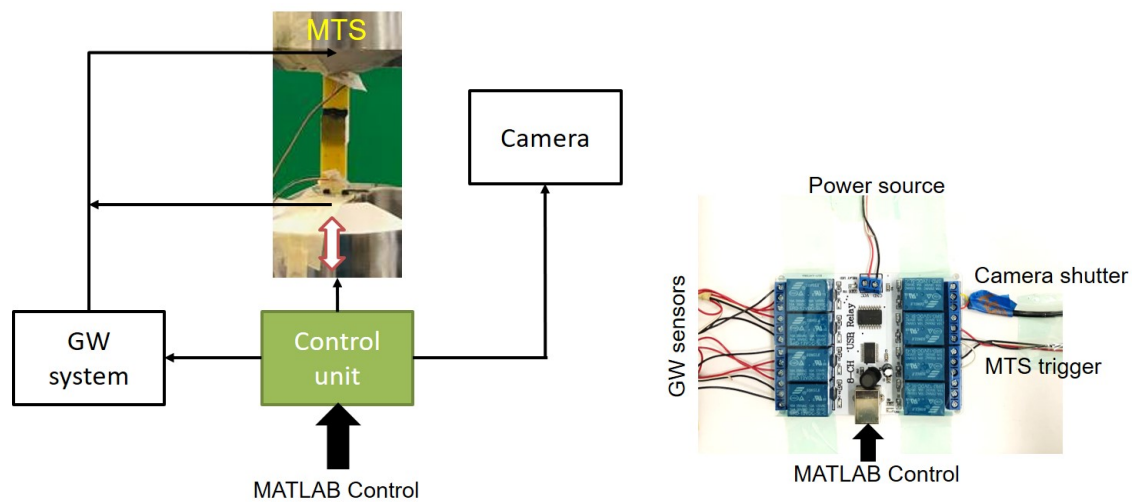 MTS
Camera
GW
system
Control
unit
MATLAB Control
Power source
Camera shutter
GW sensors
8-CH USB Relay
MTS trigger
MATLAB Control